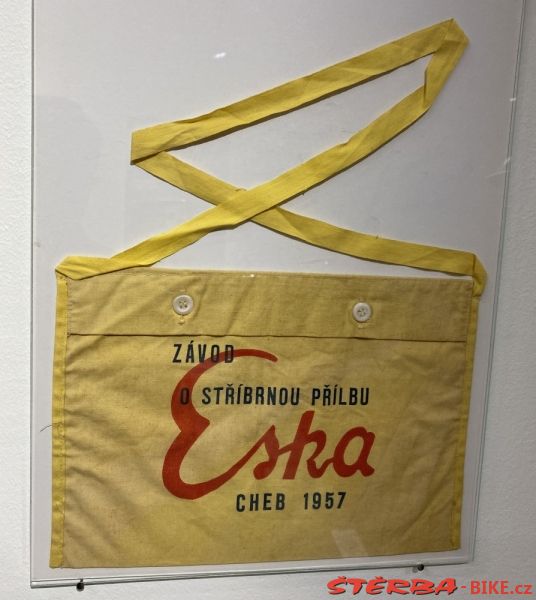 ZÁVOD
O STŘÍBRNOU PŘÍLBU
Eska
CHEB 1957
ŠTĚRBA-BIKE.cz